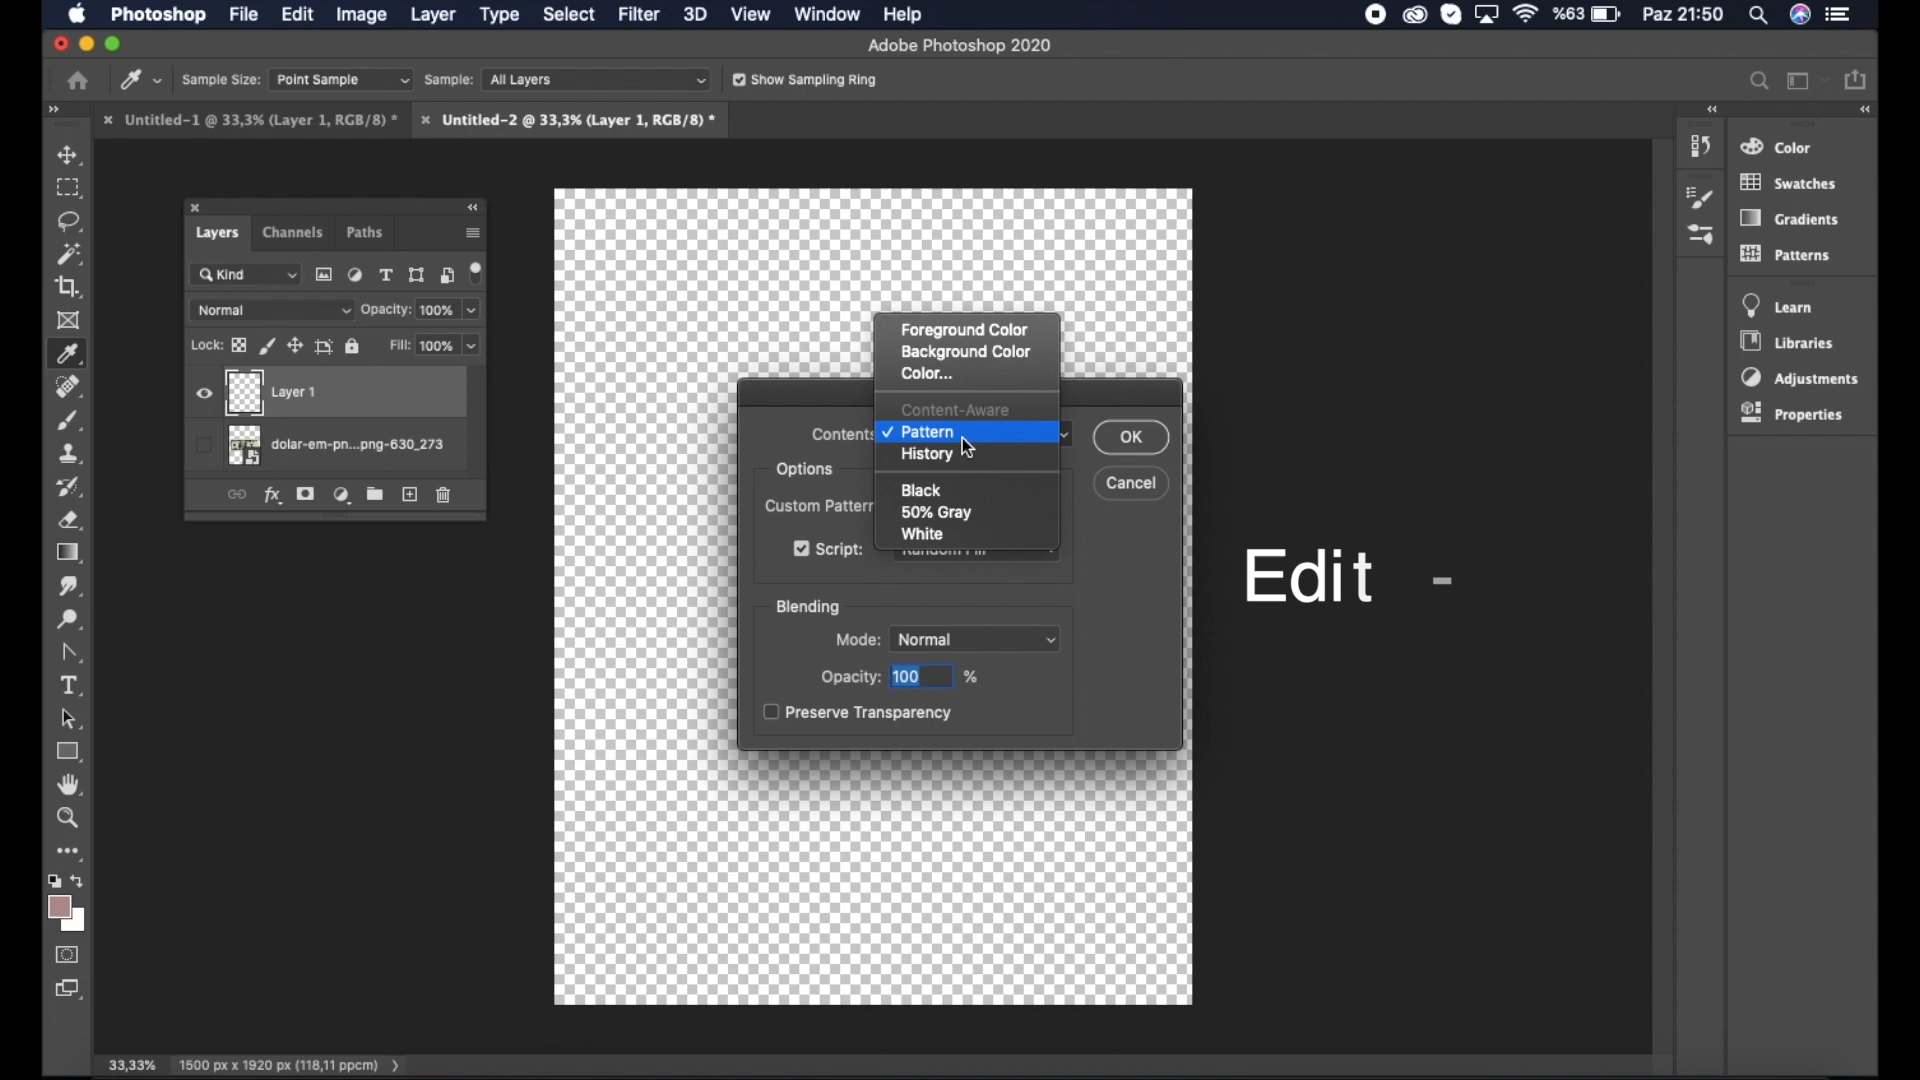 Photoshop File Edit Image Layer Type Select Filter 3D View Window Help %63 Paz 21:50
Adobe Photoshop 2020
Sample Size: Point Sample Sample: All Layers Show Sampling Ring
Untitled-1 @ 33,3% (Layer 1, RGB/8) * Untitled-2 @ 33,3% (Layer 1, RGB/8) *
Layers Channels Paths
Kind
Normal Opacity: 100%
Lock: Fill: 100%
Layer 1
dolar-em-pn...png-630_273
Foreground Color
Background Color
Color...
Content-Aware
Contents
Pattern
History
Black
50% Gray
White
OK
Cancel
Options
Custom Pattern
Script: Random Fill
Blending
Mode: Normal
Opacity: 100 %
Preserve Transparency
Edit -
Color
Swatches
Gradients
Patterns
Learn
Libraries
Adjustments
Properties
33,33% 1500 px x 1920 px (118,11 ppcm)